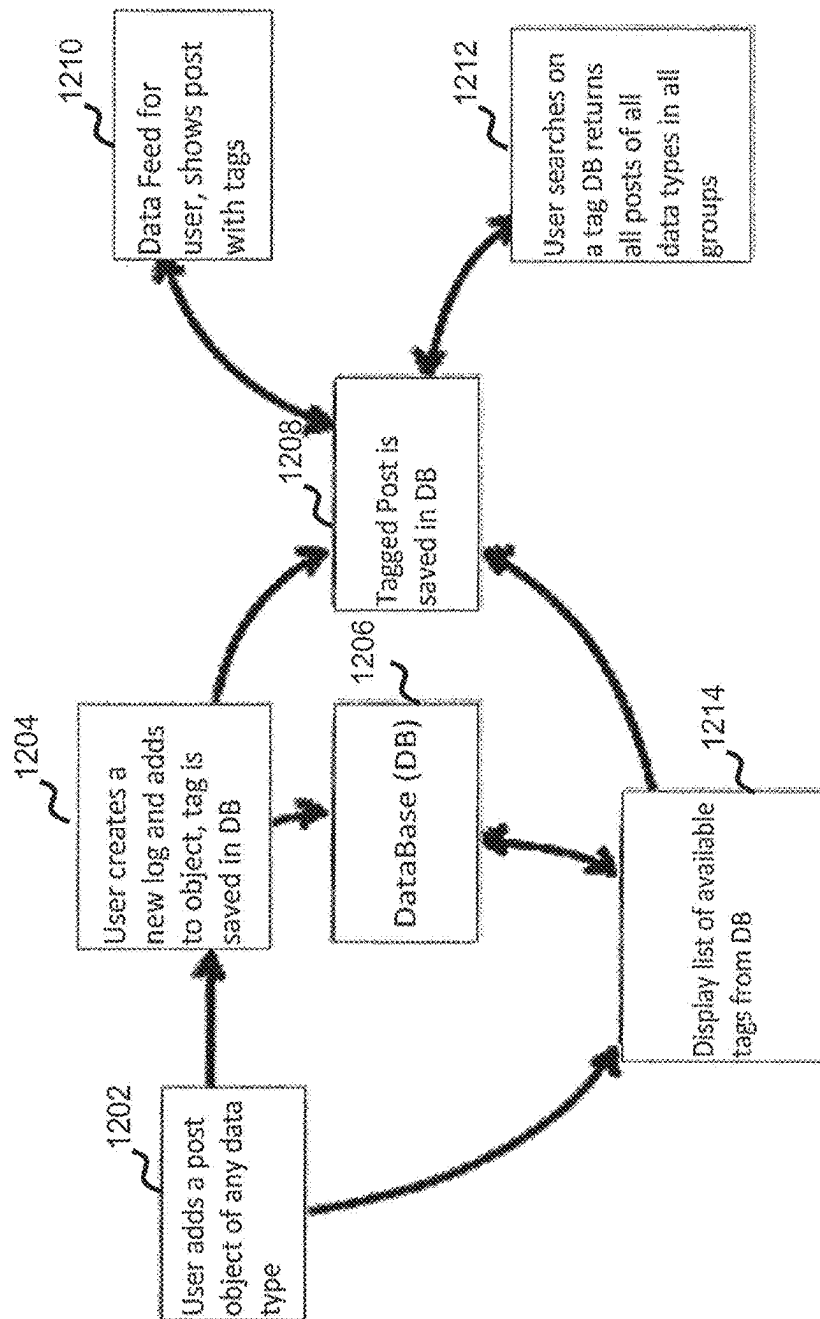 1202
User adds a post
object of any data
type
1204
User creates a
new log and adds
to object, tag is
saved in DB
1206
DataBase (DB)
1214
Display list of available
tags from DB
1208
Tagged Post is
saved in DB
1210
Data Feed for
user, shows post
with tags
1212
User searches on
a tag DB returns
all posts of all
data types in all
groups